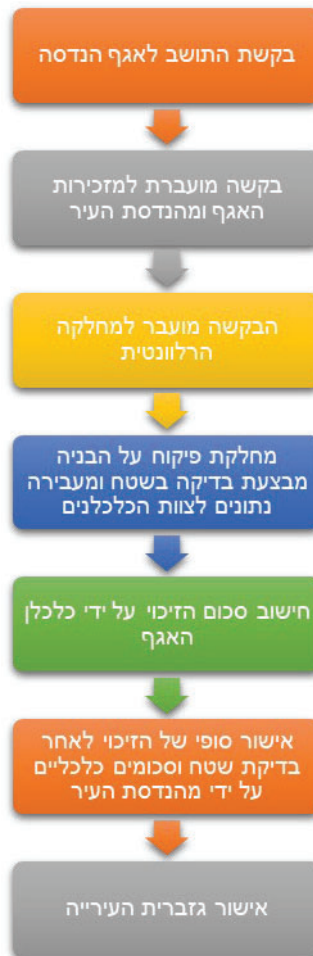 בקשת התושב לאגף הנדסה
בקשה מועברת למזכירות
האגף ומהנדסת העיר
הבקשה מועבר למחלקה
הרלוונטית
מחלקת פיקוח על הבניה
מבצעת בדיקה בשטח ומעבירה
נתונים לצוות הכלכלנים
חישוב סכום הזיכוי על ידי כלכלן
האגף
אישור סופי של הזיכוי לאחר
בדיקת שטח וסכומים כלכליים
על ידי מהנדסת העיר
אישור גזברית העירייה